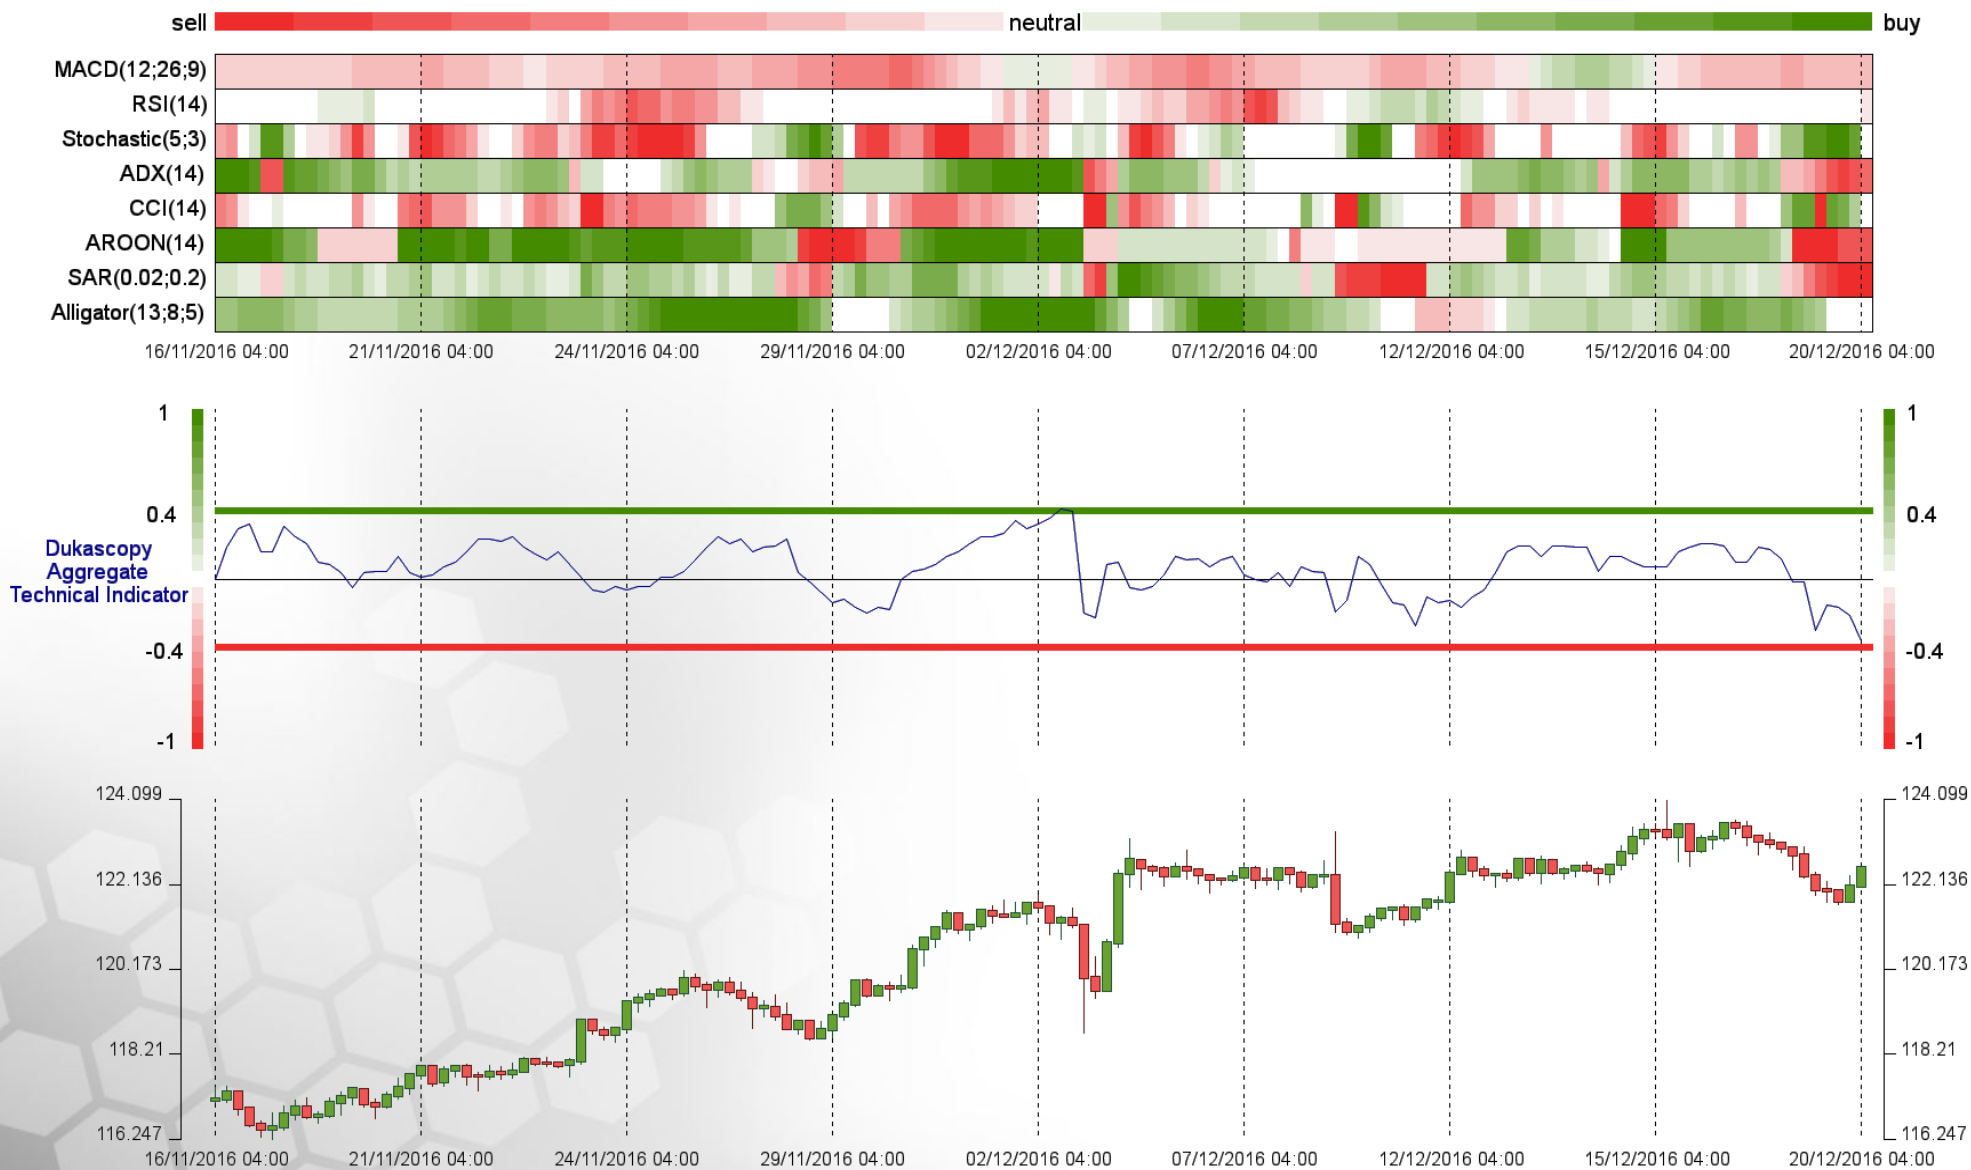 sell neutral buy
MACD(12;26;9)
RSI(14)
Stochastic(5;3)
ADX(14)
CCI(14)
AROON(14)
SAR(0.02;0.2)
Alligator(13;8;5)
16/11/2016 04:00 21/11/2016 04:00 24/11/2016 04:00 29/11/2016 04:00 02/12/2016 04:00 07/12/2016 04:00 12/12/2016 04:00 15/12/2016 04:00 20/12/2016 04:00
1 1
0.4 0.4
Dukascopy
Aggregate
Technical Indicator
-0.4 -0.4
-1 -1
124.099 124.099
122.136 122.136
120.173 120.173
118.21 118.21
116.247 116.247
16/11/2016 04:00 21/11/2016 04:00 24/11/2016 04:00 29/11/2016 04:00 02/12/2016 04:00 07/12/2016 04:00 12/12/2016 04:00 15/12/2016 04:00 20/12/2016 04:00